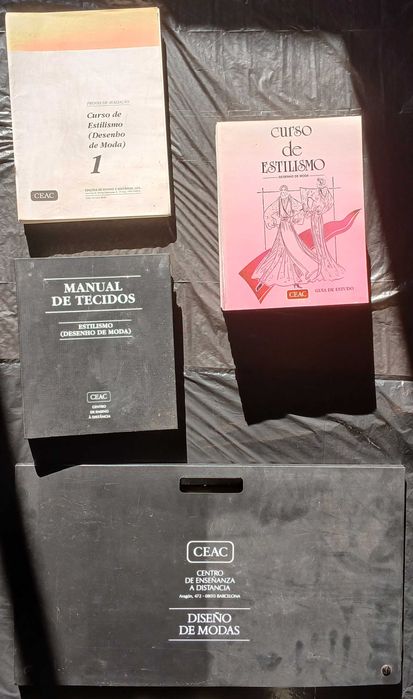 PROVAS DE AVALIAÇÃO
Curso de
Estilismo
(Desenho
de Moda)
1
CEAC
curso
de
ESTILISMO
DESENHO DE MODA
CEAC
GUIA DE ESTUDO
MANUAL
DE TECIDOS
ESTILISMO
(DESENHO DE MODA)
CEAC
CENTRO
DE ENSINO
À DISTÂNCIA
CEAC
CENTRO
DE ENSEÑANZA
A DISTANCIA
Aragón, 472 - 08013 BARCELONA
DISEÑO
DE MODAS